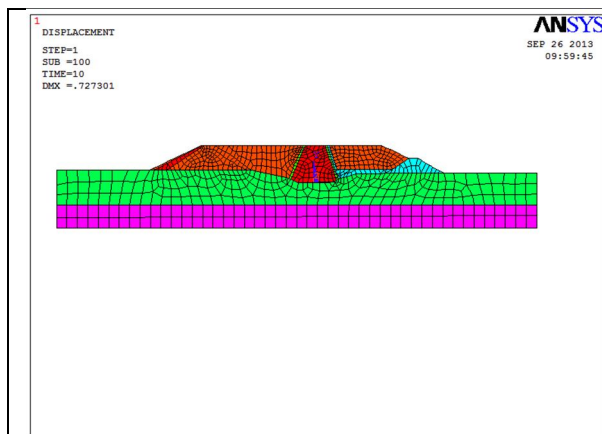 1
DISPLACEMENT
STEP=1
SUB =100
TIME=10
DMX =.727301
ANSYS
SEP 26 2013
09:59:45